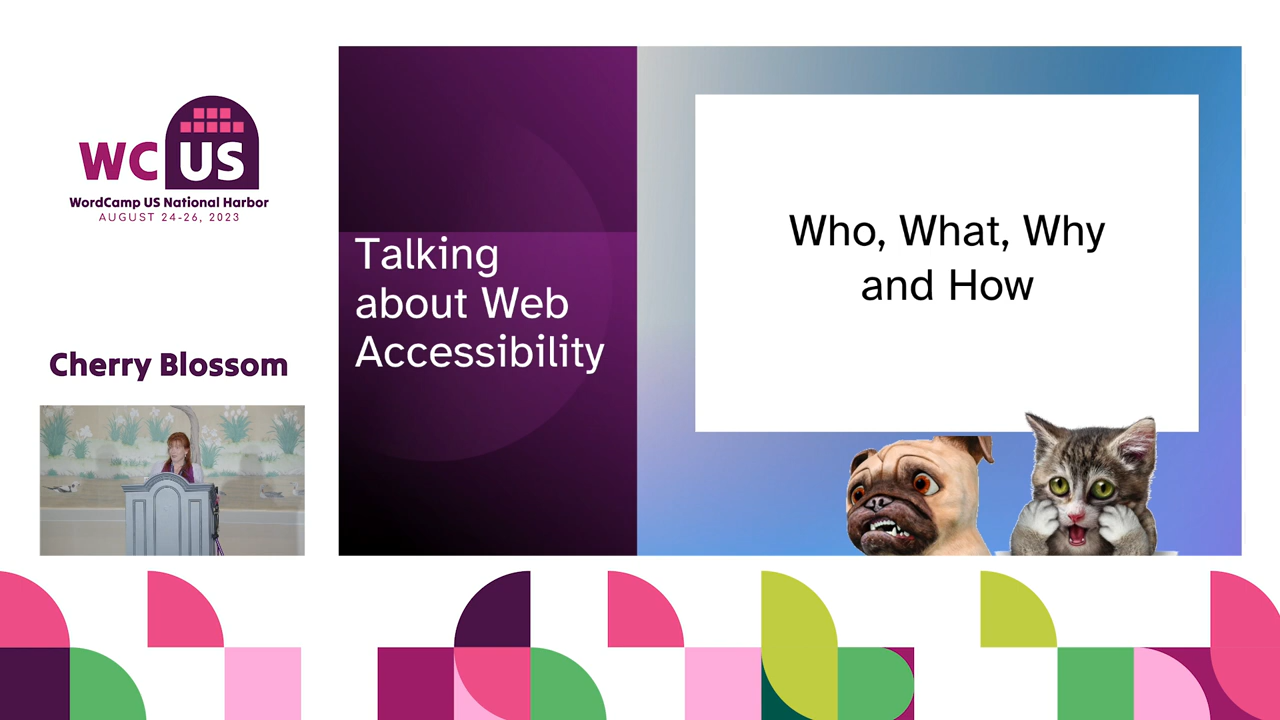 WC US
WordCamp US National Harbor
AUGUST 24-26, 2023
Cherry Blossom
Talking
about Web
Accessibility
Who, What, Why
and How